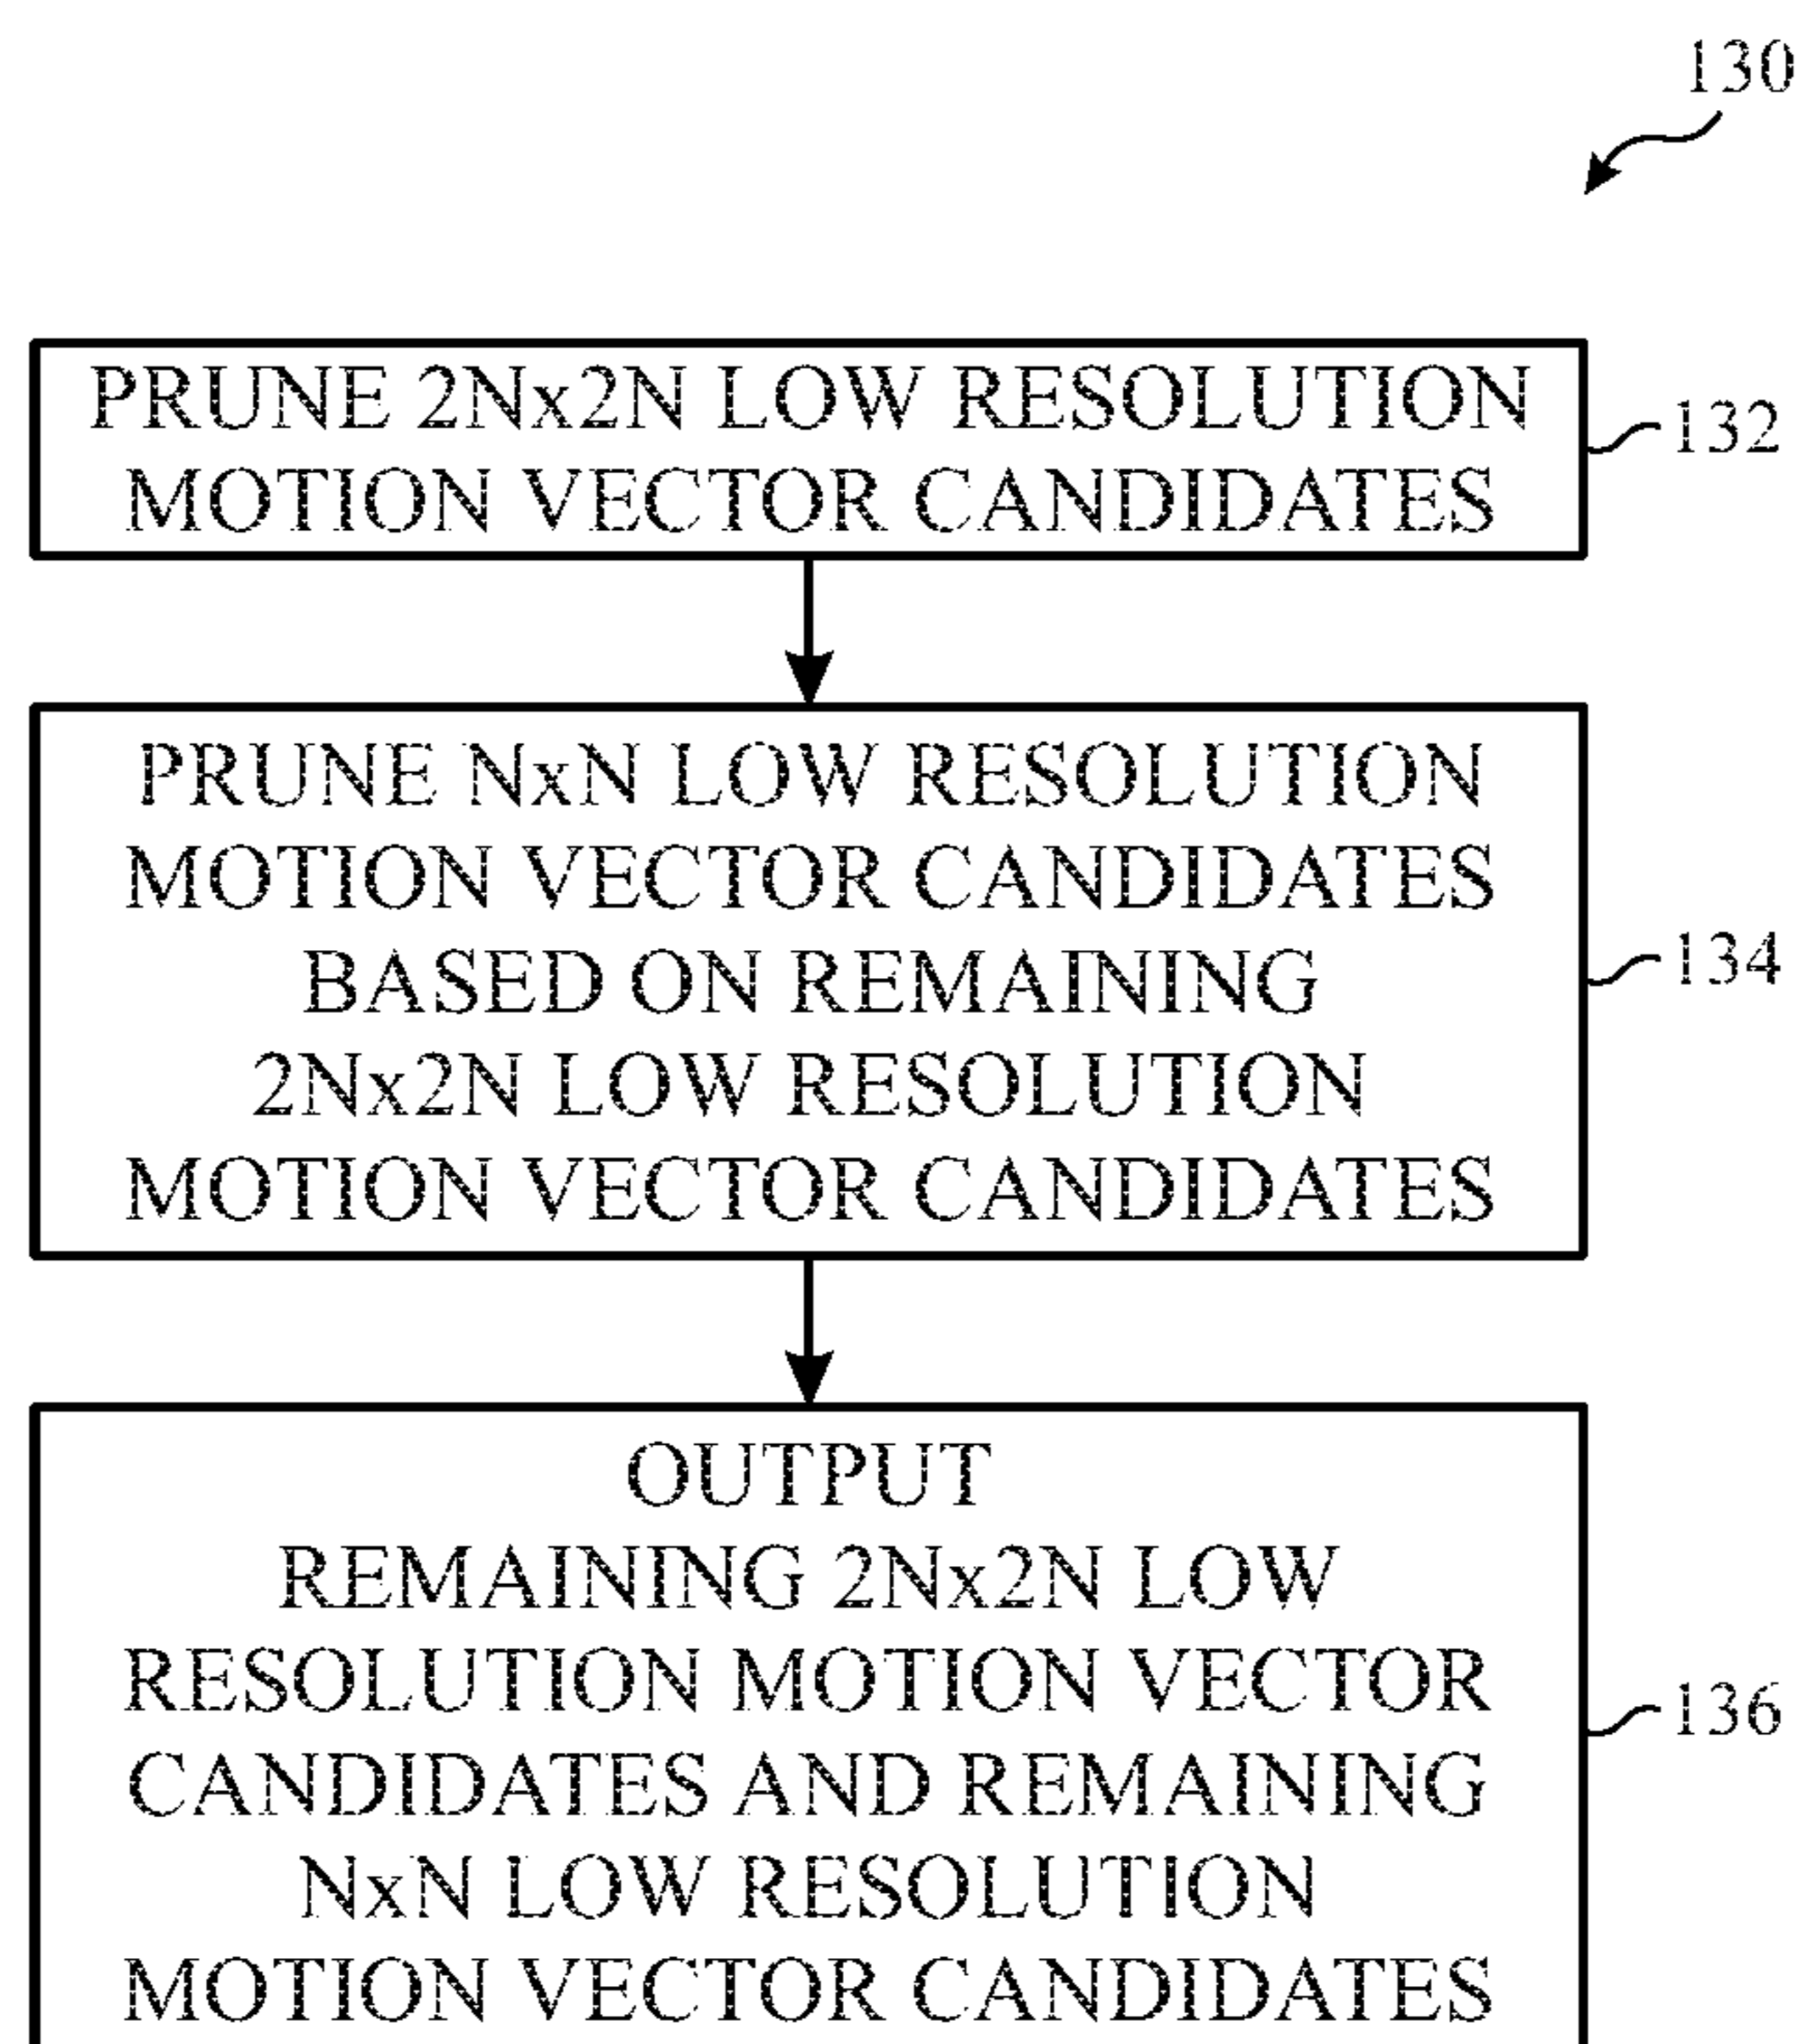 130
PRUNE 2Nx2N LOW RESOLUTION
MOTION VECTOR CANDIDATES
132
PRUNE NxN LOW RESOLUTION
MOTION VECTOR CANDIDATES
BASED ON REMAINING
2Nx2N LOW RESOLUTION
MOTION VECTOR CANDIDATES
134
OUTPUT
REMAINING 2Nx2N LOW
RESOLUTION MOTION VECTOR
CANDIDATES AND REMAINING
NxN LOW RESOLUTION
MOTION VECTOR CANDIDATES
136